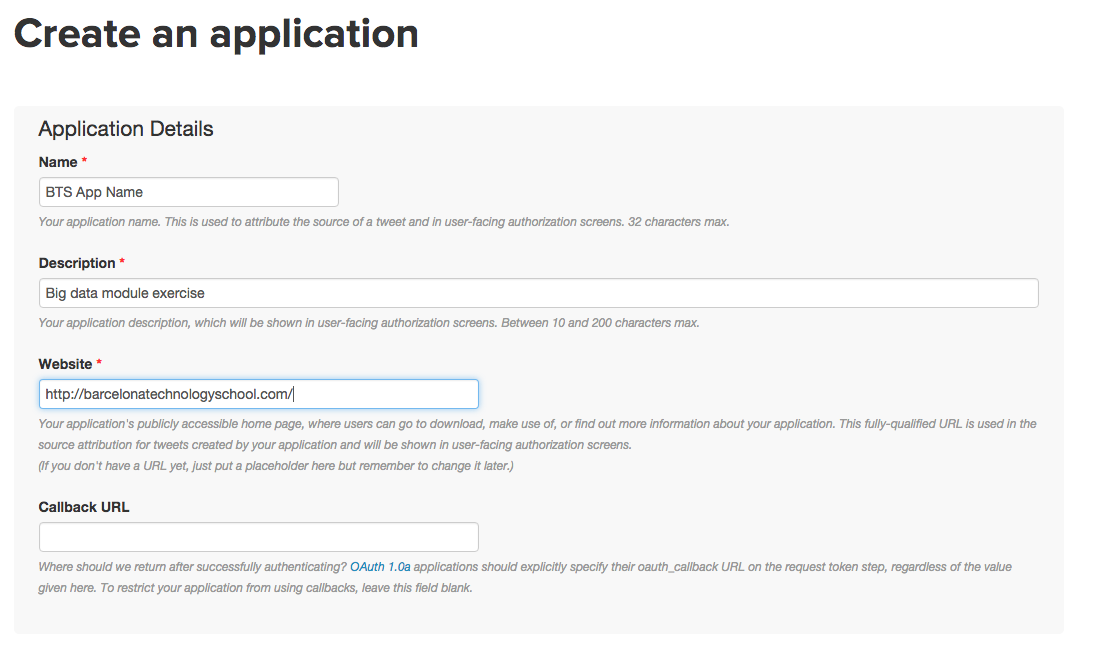 Create an application
Application Details
Name *
BTS App Name
Your application name. This is used to attribute the source of a tweet and in user-facing authorization screens. 32 characters max.
Description *
Big data module exercise
Your application description, which will be shown in user-facing authorization screens. Between 10 and 200 characters max.
Website *
http://barcelonatechnologyschool.com/
Your application's publicly accessible home page, where users can go to download, make use of, or find out more information about your application. This fully-qualified URL is used in the
source attribution for tweets created by your application and will be shown in user-facing authorization screens.
(If you don't have a URL yet, just put a placeholder here but remember to change it later.)
Callback URL
Where should we return after successfully authenticating? OAuth 1.0a applications should explicitly specify their oauth_callback URL on the request token step, regardless of the value
given here. To restrict your application from using callbacks, leave this field blank.